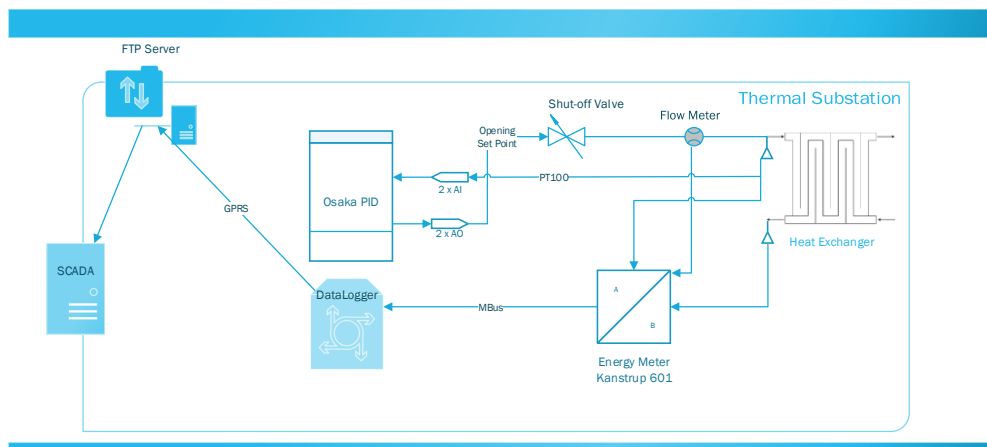 FTP Server
Thermal Substation
Shut-off Valve
Flow Meter
Opening
Set Point
PT100
2 x AI
Osaka PID
GPRS
2 x AO
Heat Exchanger
SCADA
DataLogger
A
MBus
B
Energy Meter
Kanstrup 601